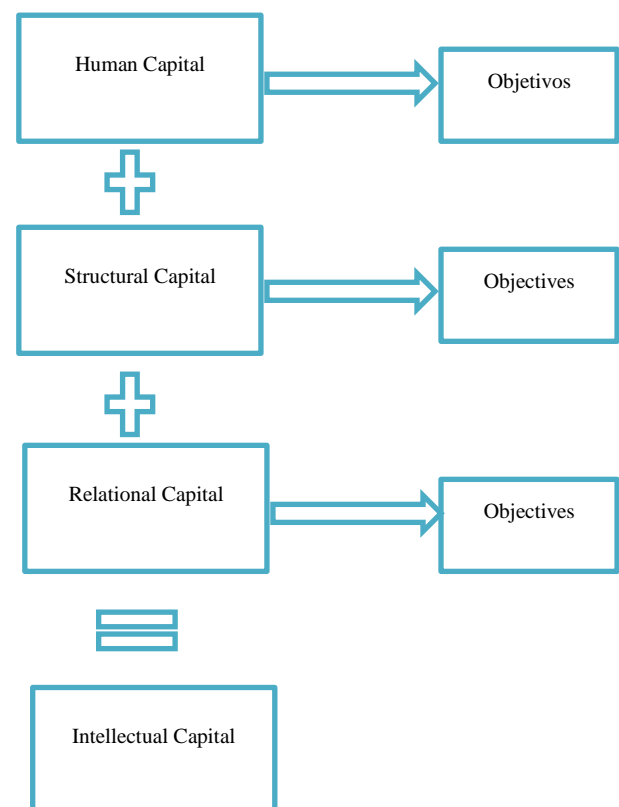 Human Capital
Objetivos
Structural Capital
Objectives
Relational Capital
Objectives
Intellectual Capital